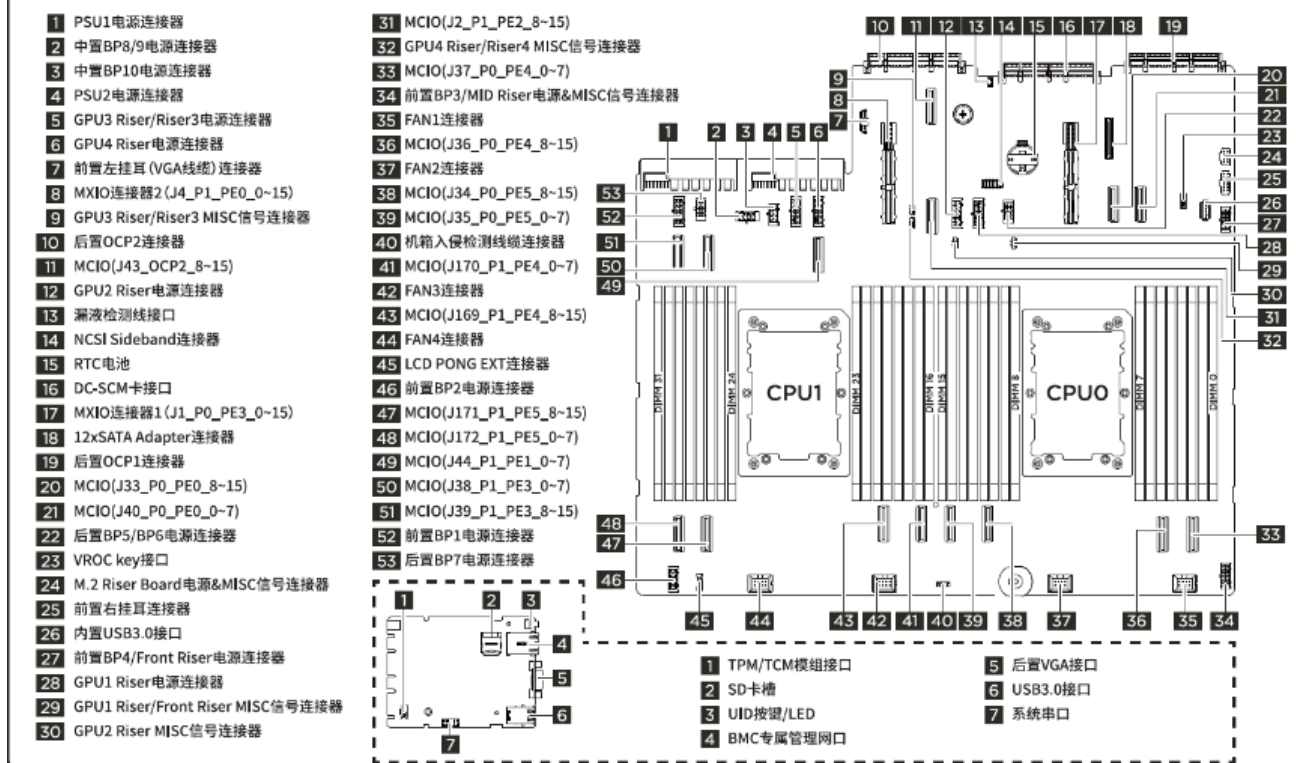 1 PSU1电源连接器
2 中置BP8/9电源连接器
3 中置BP10电源连接器
4 PSU2电源连接器
5 GPU3 Riser/Riser3电源连接器
6 GPU4 Riser电源连接器
7 前置左挂耳(VGA线缆)连接器
8 MXIO连接器2(J4_P1_PE0_0~15)
9 GPU3 Riser/Riser3 MISC信号连接器
10 后置OCP2连接器
11 MCIO(J43_OCP2_8~15)
12 GPU2 Riser电源连接器
13 漏液检测线接口
14 NCSI Sideband连接器
15 RTC电池
16 DC-SCM卡接口
17 MXIO连接器1(J1_P0_PE3_0~15)
18 12xSATA Adapter连接器
19 后置OCP1连接器
20 MCIO(J33_P0_PE0_8~15)
21 MCIO(J40_P0_PE0_0~7)
22 后置BP5/BP6电源连接器
23 VROC key接口
24 M.2 Riser Board电源&MISC信号连接器
25 前置右挂耳连接器
26 内置USB3.0接口
27 前置BP4/Front Riser电源连接器
28 GPU1 Riser电源连接器
29 GPU1 Riser/Front Riser MISC信号连接器
30 GPU2 Riser MISC信号连接器
31 MCIO(J2_P1_PE2_8~15)
32 GPU4 Riser/Riser4 MISC信号连接器
33 MCIO(J37_P0_PE4_0~7)
34 前置BP3/MID Riser电源&MISC信号连接器
35 FAN1连接器
36 MCIO(J36_P0_PE4_8~15)
37 FAN2连接器
38 MCIO(J34_P0_PE5_8~15)
39 MCIO(J35_P0_PE5_0~7)
40 机箱入侵检测线缆连接器
41 MCIO(J170_P1_PE4_0~7)
42 FAN3连接器
43 MCIO(J169_P1_PE4_8~15)
44 FAN4连接器
45 LCD PONG EXT连接器
46 前置BP2电源连接器
47 MCIO(J171_P1_PE5_8~15)
48 MCIO(J172_P1_PE5_0~7)
49 MCIO(J44_P1_PE1_0~7)
50 MCIO(J38_P1_PE3_0~7)
51 MCIO(J39_P1_PE3_8~15)
52 前置BP1电源连接器
53 后置BP7电源连接器
10 11 12 13 14 15 16 17 18 19
9
8
7
20
21
22
23
24
25
26
27
28
29
30
31
32
1 2 3 4 5 6
53
52
51
50
49
DIMM 31
DIMM 24
CPU1
DIMM 23
DIMM 16
DIMM 15
DIMM 8
CPU0
DIMM 7
DIMM 0
48
47
46
33
45 44 43 42 41 40 39 38 37 36 35 34
1 2 3
4
5
6
7
1 TPM/TCM模组接口
2 SD卡槽
3 UID按键/LED
4 BMC专属管理网口
5 后置VGA接口
6 USB3.0接口
7 系统串口